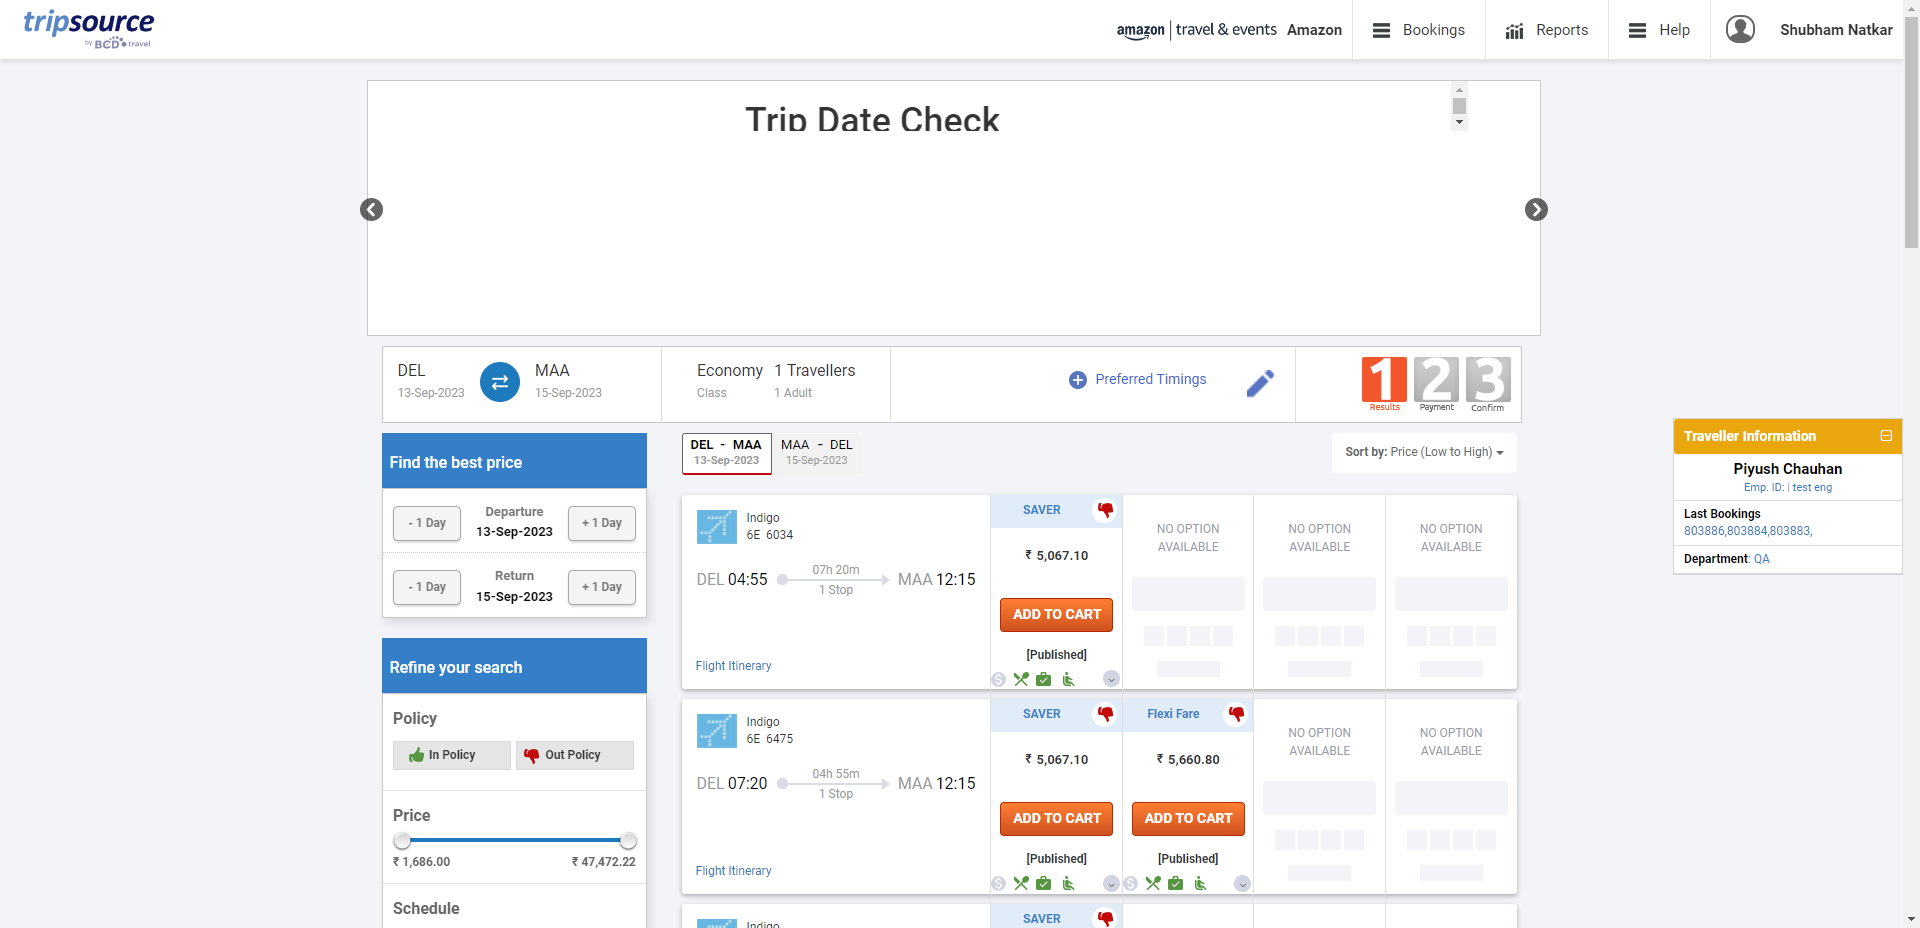 tripsource
by BCD travel
amazon | travel & events Amazon
Bookings
Reports
Help
Shubham Natkar
Trip Date Check
DEL
13-Sep-2023
MAA
15-Sep-2023
Economy
Class
1 Travellers
1 Adult
Preferred Timings
1 2 3
Results Payment Confirm
Find the best price
Departure
- 1 Day 13-Sep-2023 + 1 Day
Return
- 1 Day 15-Sep-2023 + 1 Day
Refine your search
Policy
In Policy Out Policy
Price
₹ 1,686.00 ₹ 47,472.22
Schedule
DEL - MAA
13-Sep-2023
MAA - DEL
15-Sep-2023
Sort by: Price (Low to High)
Indigo
6E 6034
DEL 04:55
07h 20m
1 Stop
MAA 12:15
Flight Itinerary
SAVER
₹ 5,067.10
ADD TO CART
[Published]
NO OPTION
AVAILABLE
NO OPTION
AVAILABLE
NO OPTION
AVAILABLE
Indigo
6E 6475
DEL 07:20
04h 55m
1 Stop
MAA 12:15
Flight Itinerary
SAVER
₹ 5,067.10
ADD TO CART
[Published]
Flexi Fare
₹ 5,660.80
ADD TO CART
[Published]
NO OPTION
AVAILABLE
NO OPTION
AVAILABLE
Indigo
SAVER
Traveller Information
Piyush Chauhan
Emp. ID: | test eng
Last Bookings
803886,803884,803883,
Department: QA